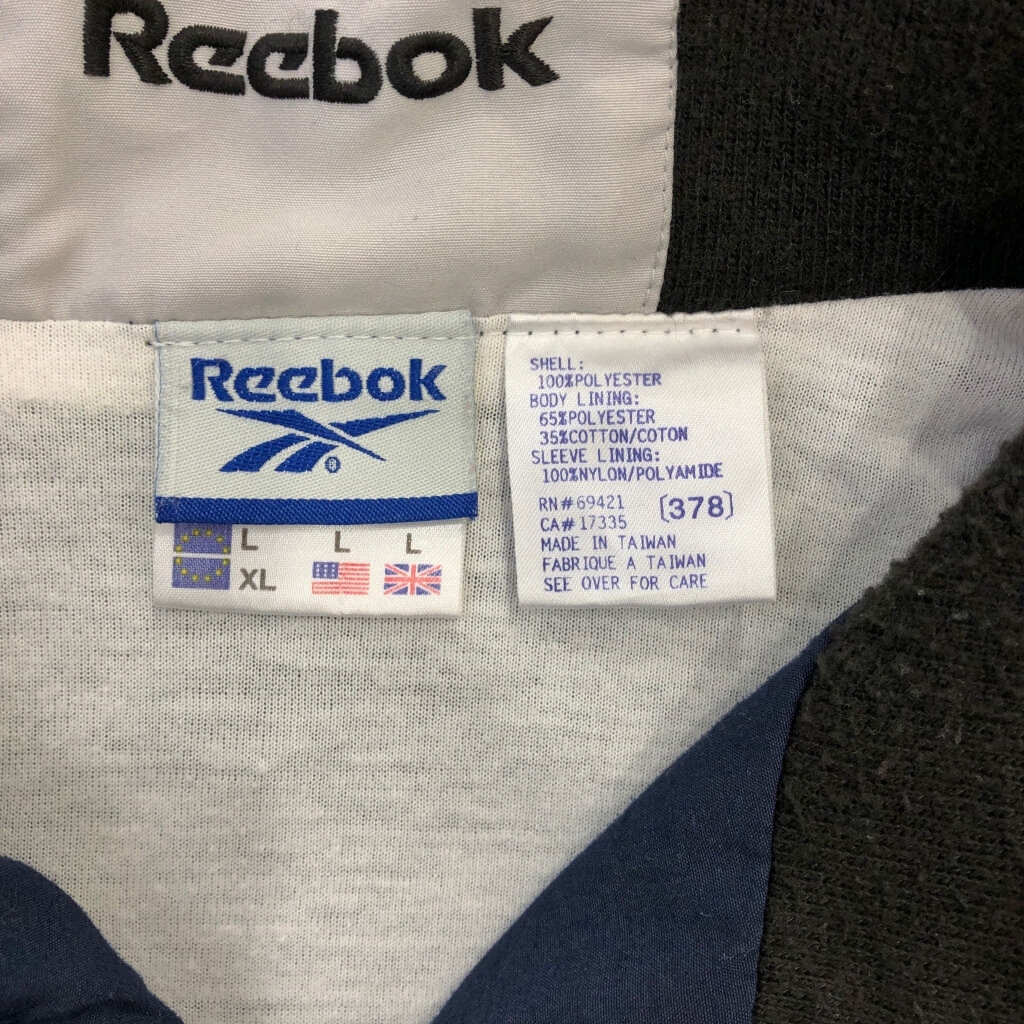 Reebok
Reebok
®
L L L
XL
SHELL:
100%POLYESTER
BODY LINING:
65%POLYESTER
35%COTTON/COTON
SLEEVE LINING:
100%NYLON/POLYAMIDE
RN#69421 (378)
CA#17335
MADE IN TAIWAN
FABRIQUE A TAIWAN
SEE OVER FOR CARE